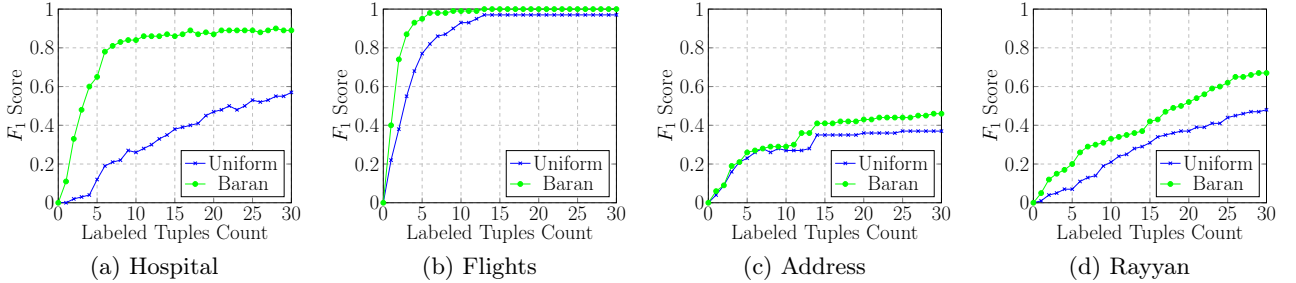 1
0.8
0.6
0.4
0.2
0
F1 Score
0 5 10 15 20 25 30
Labeled Tuples Count
Uniform
Baran
(a) Hospital
1
0.8
0.6
0.4
0.2
0
F1 Score
0 5 10 15 20 25 30
Labeled Tuples Count
Uniform
Baran
(b) Flights
1
0.8
0.6
0.4
0.2
0
F1 Score
0 5 10 15 20 25 30
Labeled Tuples Count
Uniform
Baran
(c) Address
1
0.8
0.6
0.4
0.2
0
F1 Score
0 5 10 15 20 25 30
Labeled Tuples Count
Uniform
Baran
(d) Rayyan